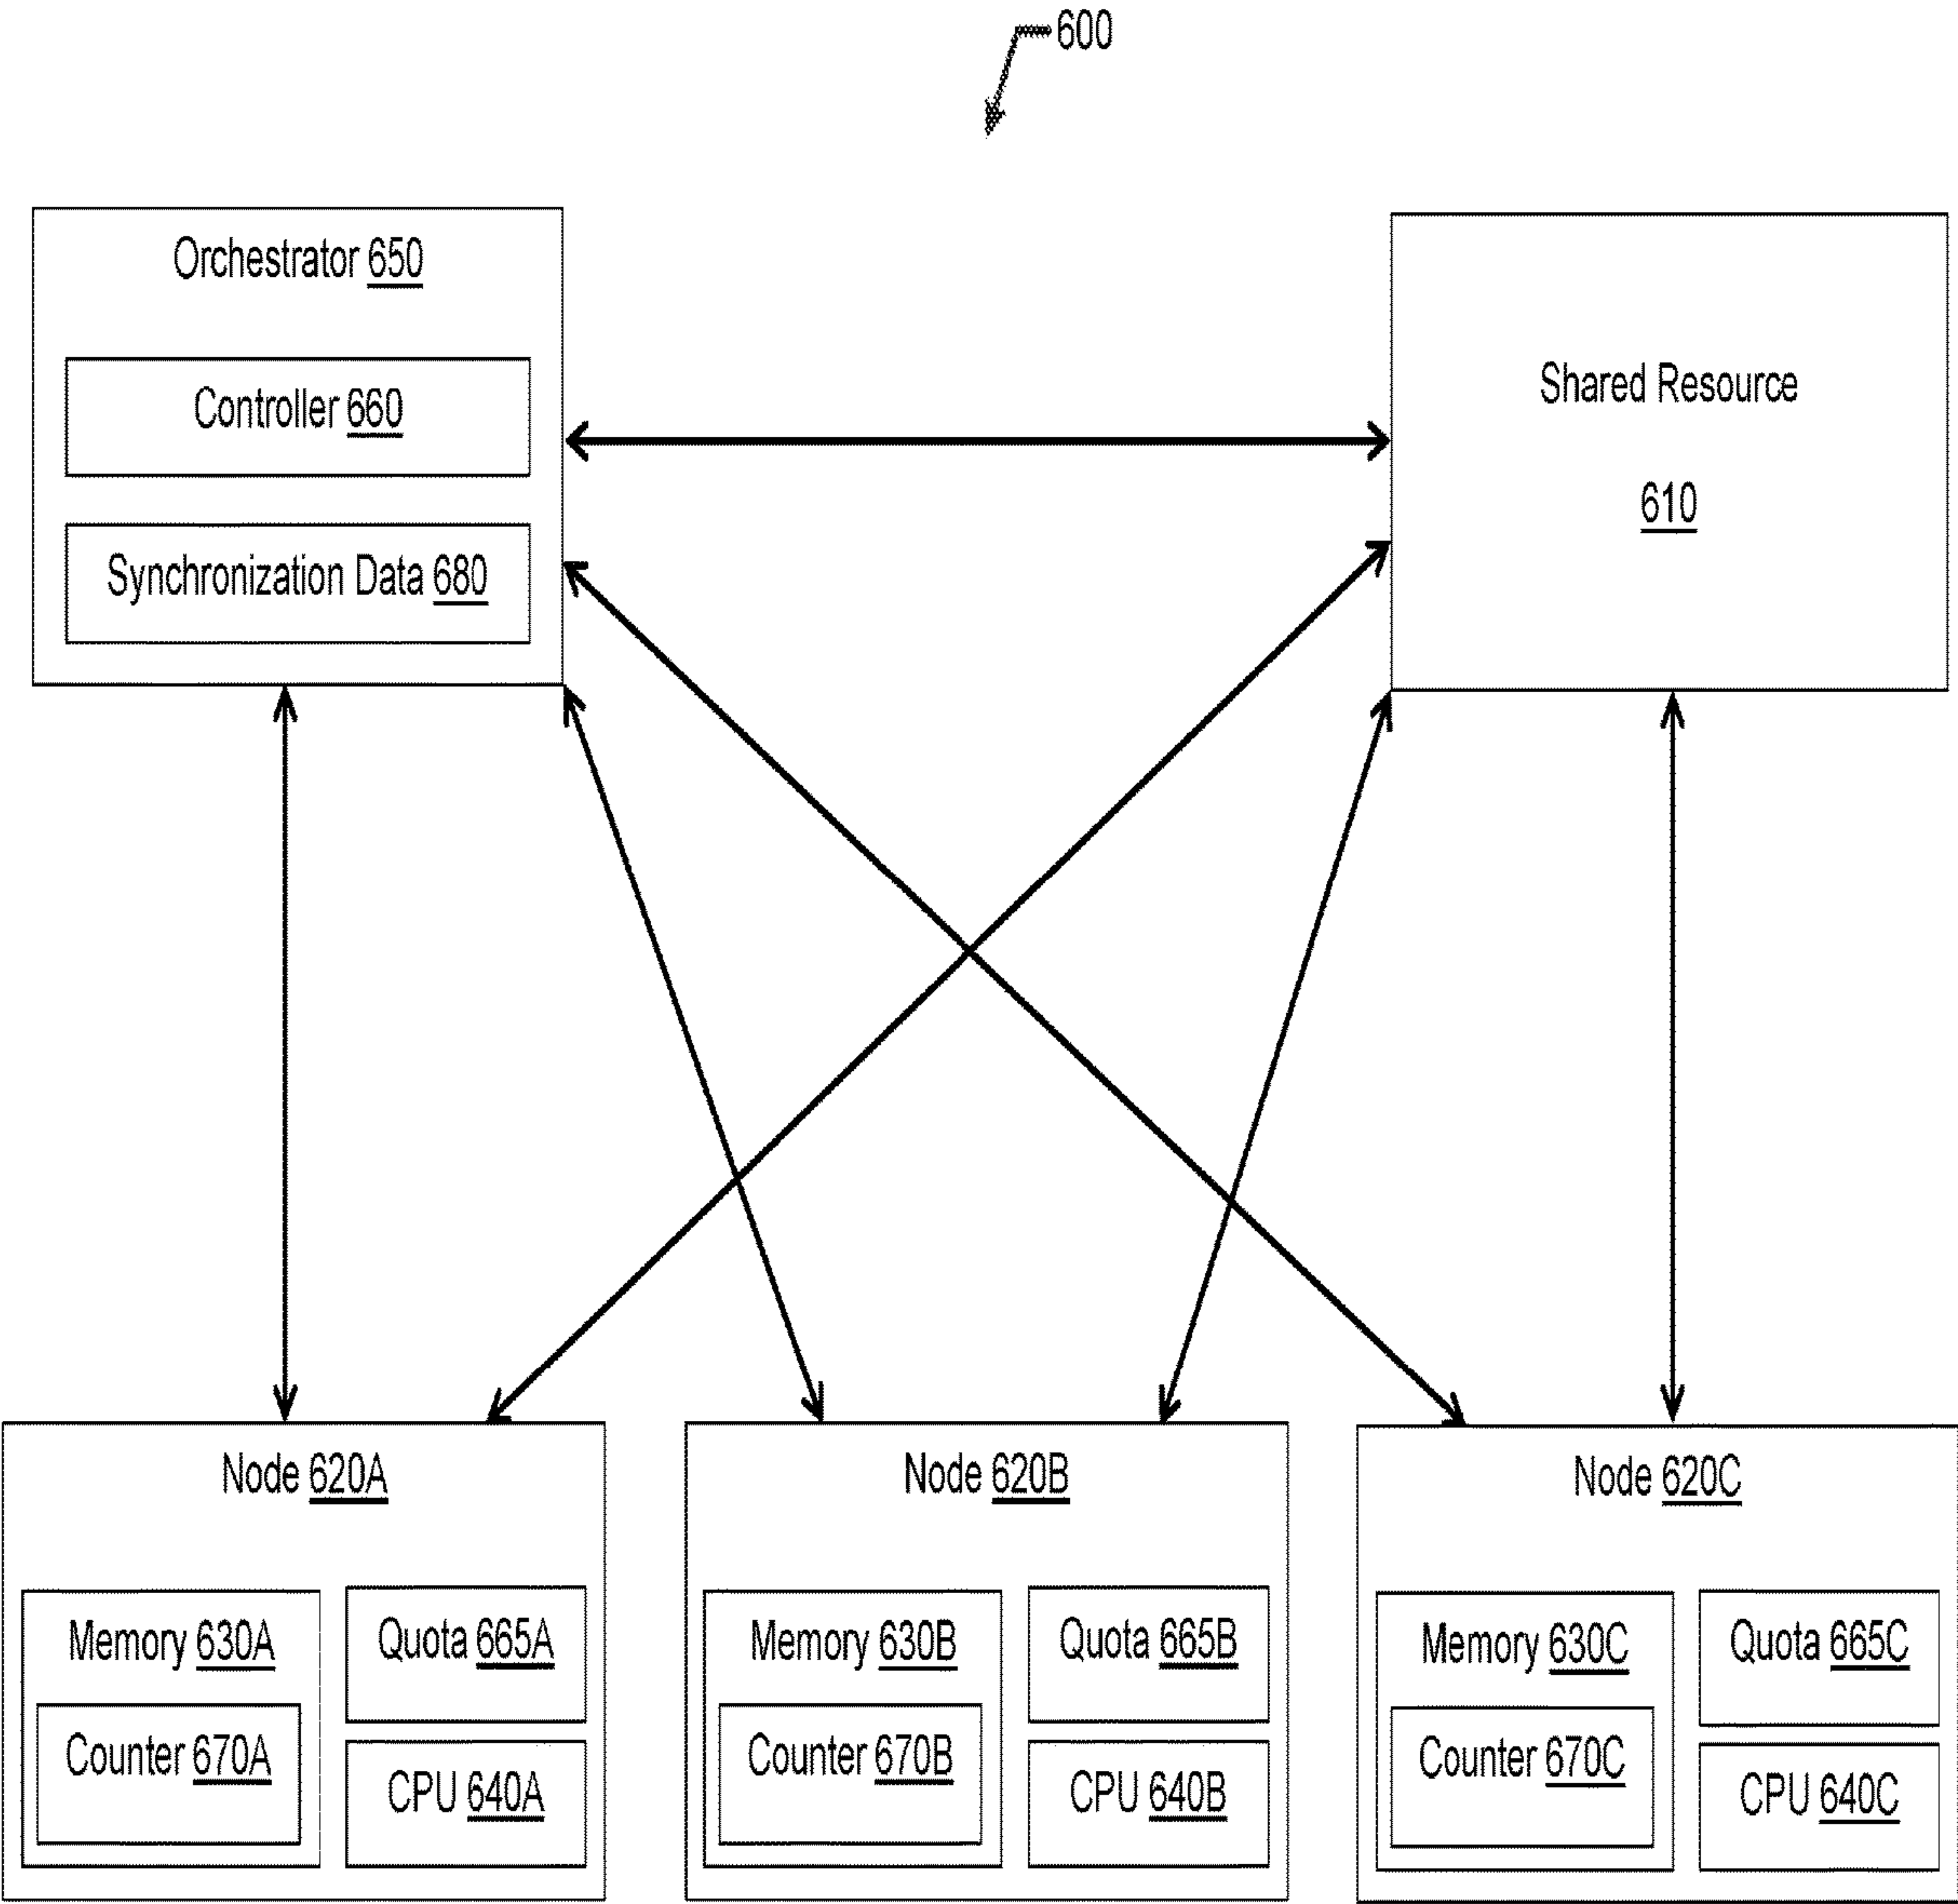 600
Orchestrator 650
Controller 660
Synchronization Data 680
Shared Resource
610
Node 620A
Memory 630A
Counter 670A
Quota 665A
CPU 640A
Node 620B
Memory 630B
Counter 670B
Quota 665B
CPU 640B
Node 620C
Memory 630C
Counter 670C
Quota 665C
CPU 640C